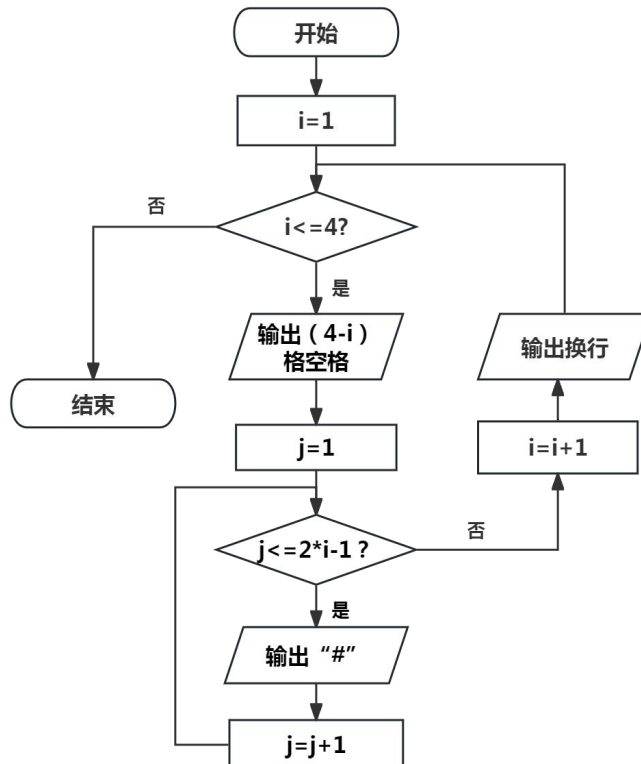 开始
i=1
否
i<=4?
是
输出（4-i）
格空格
输出换行
结束
j=1
i=i+1
j<=2*i-1？
否
是
输出“#”
j=j+1